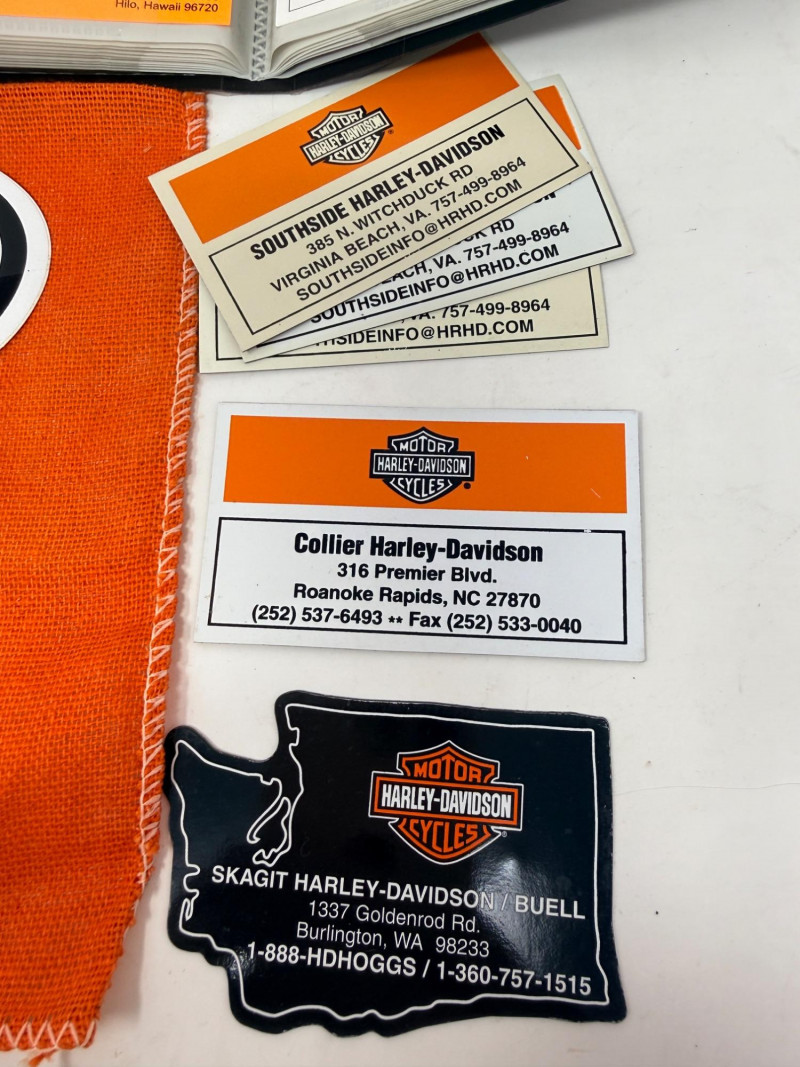 Hilo, Hawaii 96720
MOTOR
HARLEY-DAVIDSON
CYCLES
SOUTHSIDE HARLEY-DAVIDSON
385 N. WITCHDUCK RD
VIRGINIA BEACH, VA. 757-499-8964
SOUTHSIDEINFO@HRHD.COM
RD
VA. 757-499-8964
SOUTHSIDEINFO@HRHD.COM
757-499-8964
@HRHD.COM
MOTOR
HARLEY-DAVIDSON
CYCLES
Collier Harley-Davidson
316 Premier Blvd.
Roanoke Rapids, NC 27870
(252) 537-6493 ** Fax (252) 533-0040
MOTOR
HARLEY-DAVIDSON
CYCLES
SKAGIT HARLEY-DAVIDSON / BUELL
1337 Goldenrod Rd.
Burlington, WA 98233
1-888-HDHOGGS / 1-360-757-1515